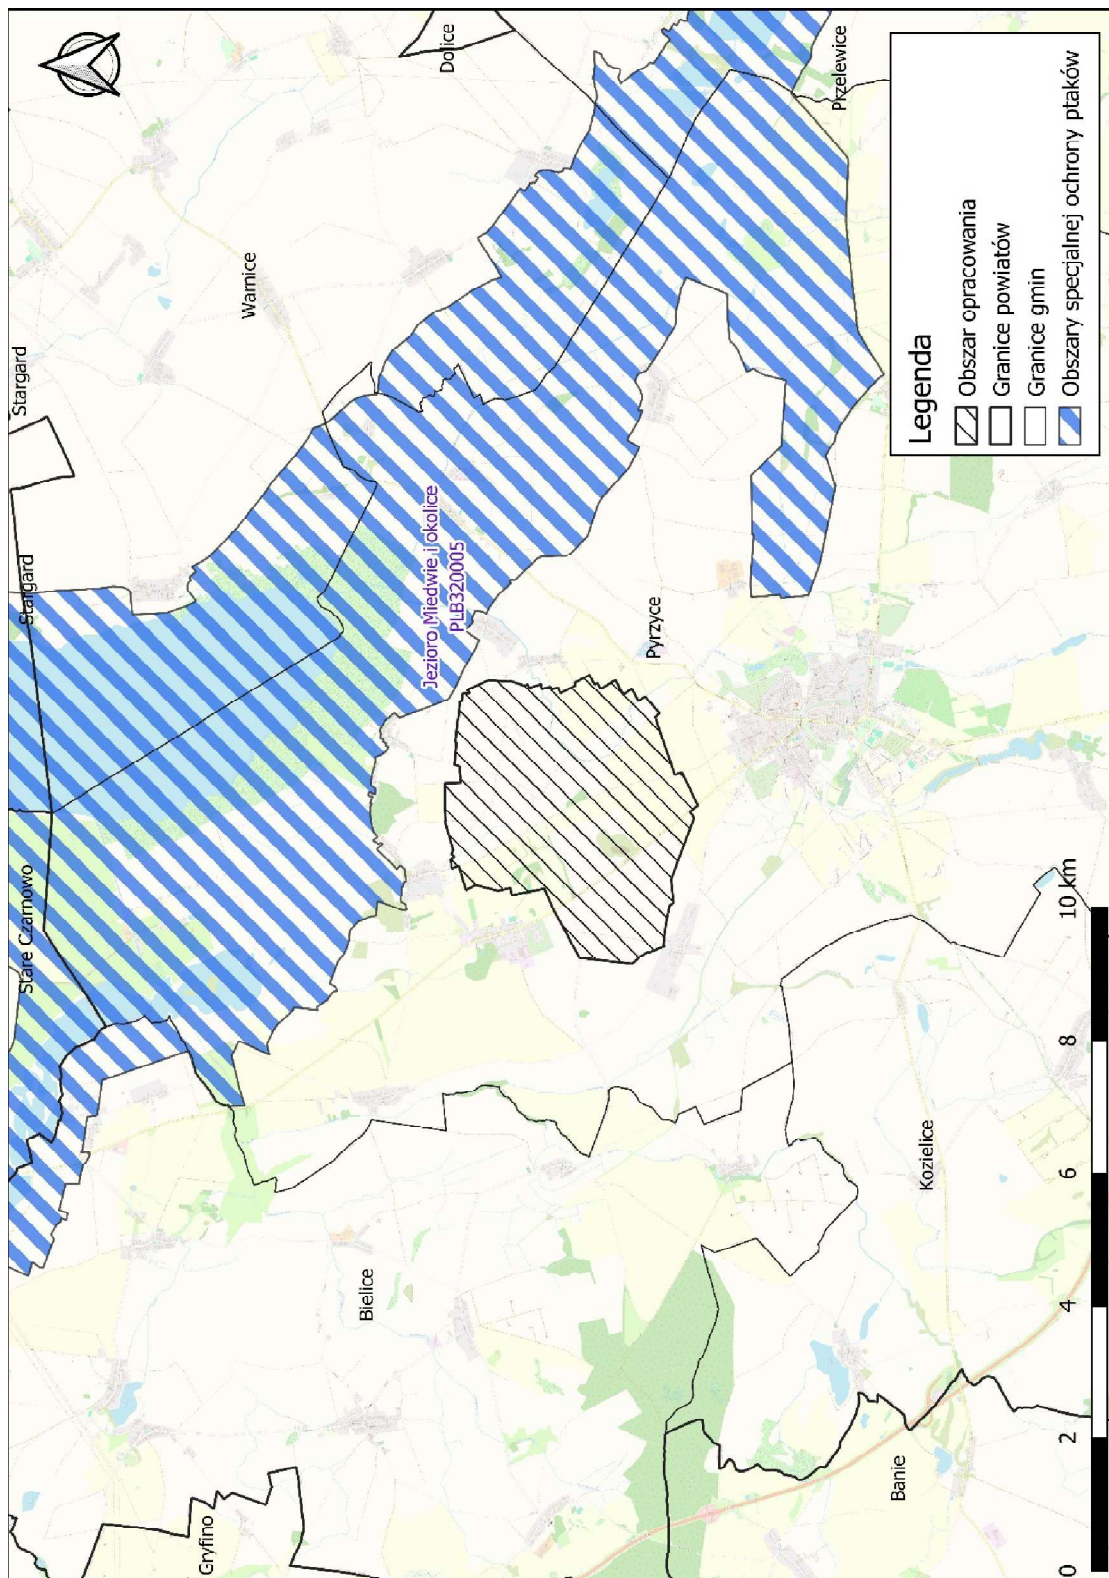 Stargard
Stargard
Stare Czarnowo
Gryfino
Warnice
Dolice
Bielice
Jezioro Miedwie i okolice
PLB320005
Pyrzyce
Przelewice
Kozielice
Banie
Legenda
Obszar opracowania
Granice powiatów
Granice gmin
Obszary specjalnej ochrony ptaków
0 2 4 6 8 10 km